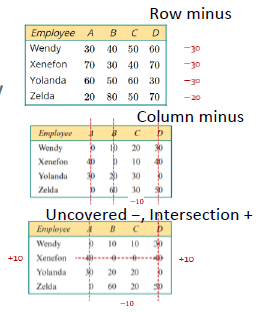 Row minus
Employee A B C D
Wendy 30 40 50 60 -30
Xenefon 70 30 40 70 -30
Yolanda 60 50 60 30 -30
Zelda 20 80 50 70 -20
Column minus
Employee A B C D
Wendy 0 10 20 30
Xenefon 40 0 10 40
Yolanda 30 20 30 0
Zelda 0 60 30 50
-10
Uncovered -, Intersection +
Employee A B C D
Wendy 0 10 10
+10 Xenefon 0 0 +10
Yolanda 30 20 20 0
Zelda 0 60 20 50
-10